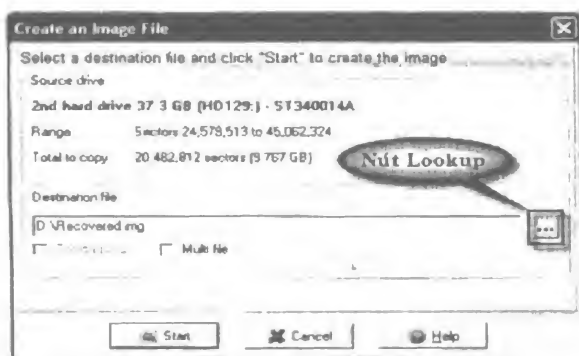 Create an Image File
Select a destination file and click "Start" to create the image
Source drive
2nd hard drive 37.3 GB (HD129:) - ST340014A
Range Sectors 24,579,513 to 45,062,324
Total to copy 20,482,812 sectors (9.767 GB)
Nút Lookup
Destination file
D:\Recovered.img
...
Multi file
Start Cancel Help